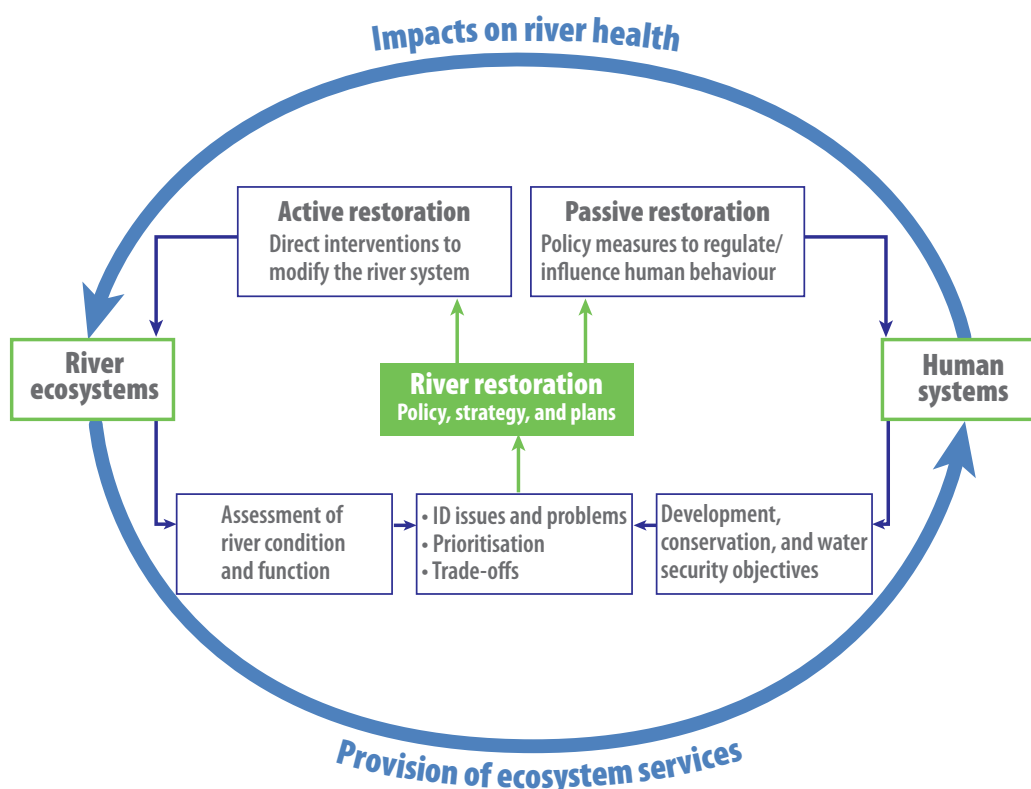 Impacts on river health
Active restoration
Direct interventions to
modify the river system
Passive restoration
Policy measures to regulate/
influence human behaviour
River
ecosystems
River restoration
Policy, strategy, and plans
Human
systems
Assessment of
river condition
and function
• ID issues and problems
• Prioritisation
• Trade-offs
Development,
conservation, and water
security objectives
Provision of ecosystem services